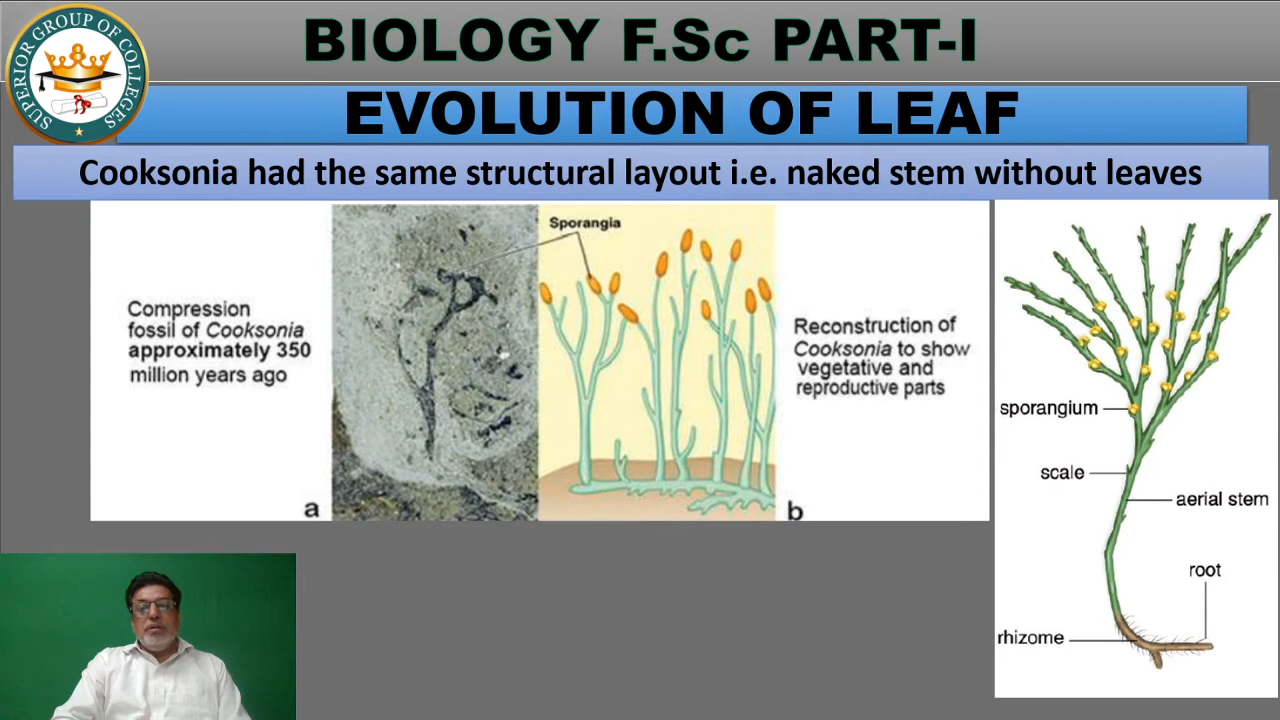 BIOLOGY F.Sc PART-I
SUPERIOR GROUP OF COLLEGES
EVOLUTION OF LEAF
Cooksonia had the same structural layout i.e. naked stem without leaves
Sporangia
Compression
fossil of Cooksonia
approximately 350
million years ago
a
Reconstruction of
Cooksonia to show
vegetative and
reproductive parts
b
sporangium
scale
aerial stem
root
rhizome